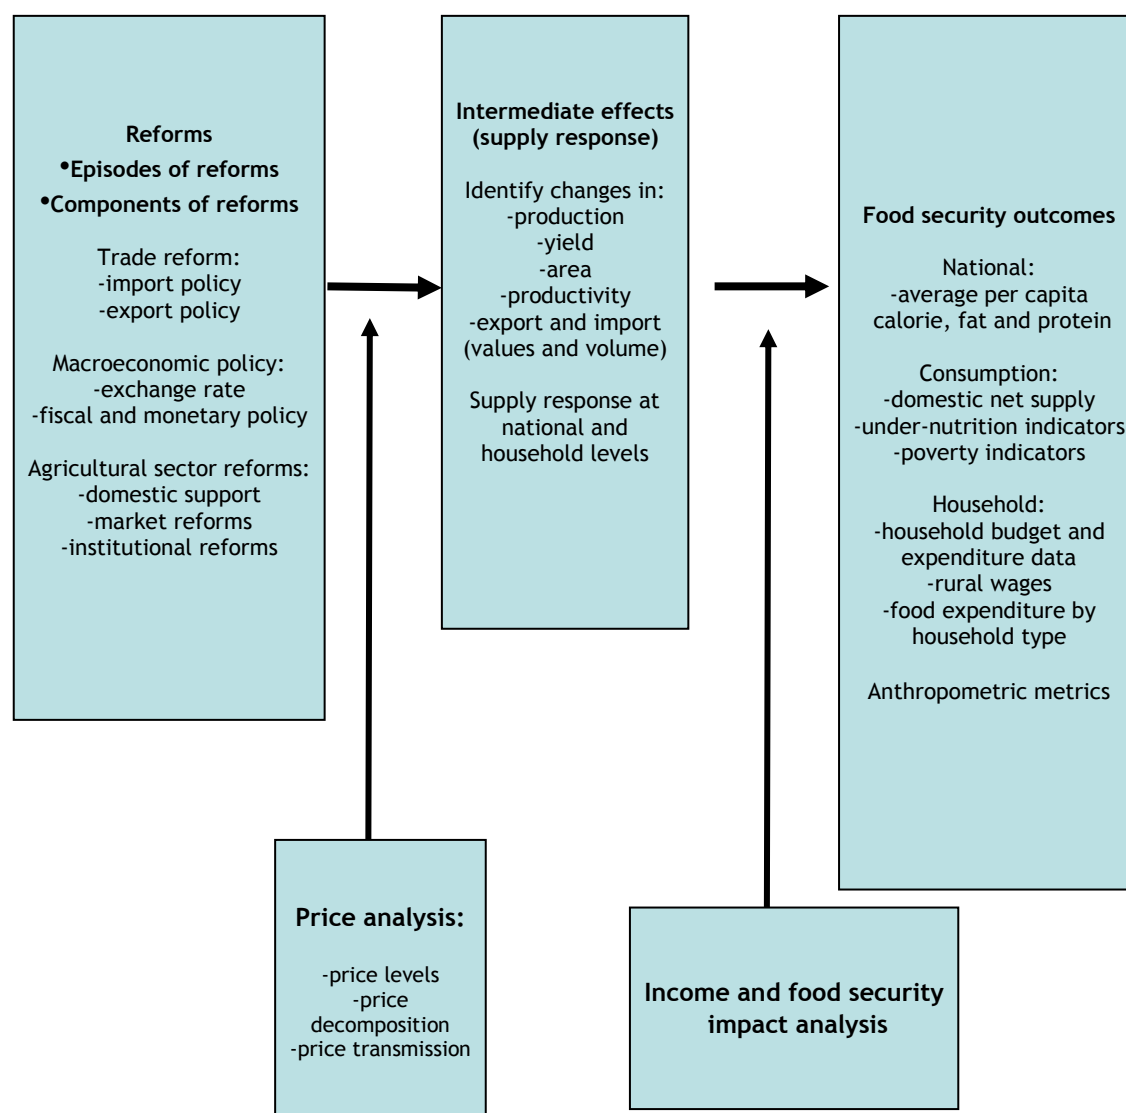 Reforms
•Episodes of reforms
•Components of reforms
Trade reform:
-import policy
-export policy
Macroeconomic policy:
-exchange rate
-fiscal and monetary policy
Agricultural sector reforms:
-domestic support
-market reforms
-institutional reforms
Intermediate effects
(supply response)
Identify changes in:
-production
-yield
-area
-productivity
-export and import
(values and volume)
Supply response at
national and
household levels
Food security outcomes
National:
-average per capita
calorie, fat and protein
Consumption:
-domestic net supply
-under-nutrition indicators
-poverty indicators
Household:
-household budget and
expenditure data
-rural wages
-food expenditure by
household type
Anthropometric metrics
Price analysis:
-price levels
-price
decomposition
-price transmission
Income and food security
impact analysis